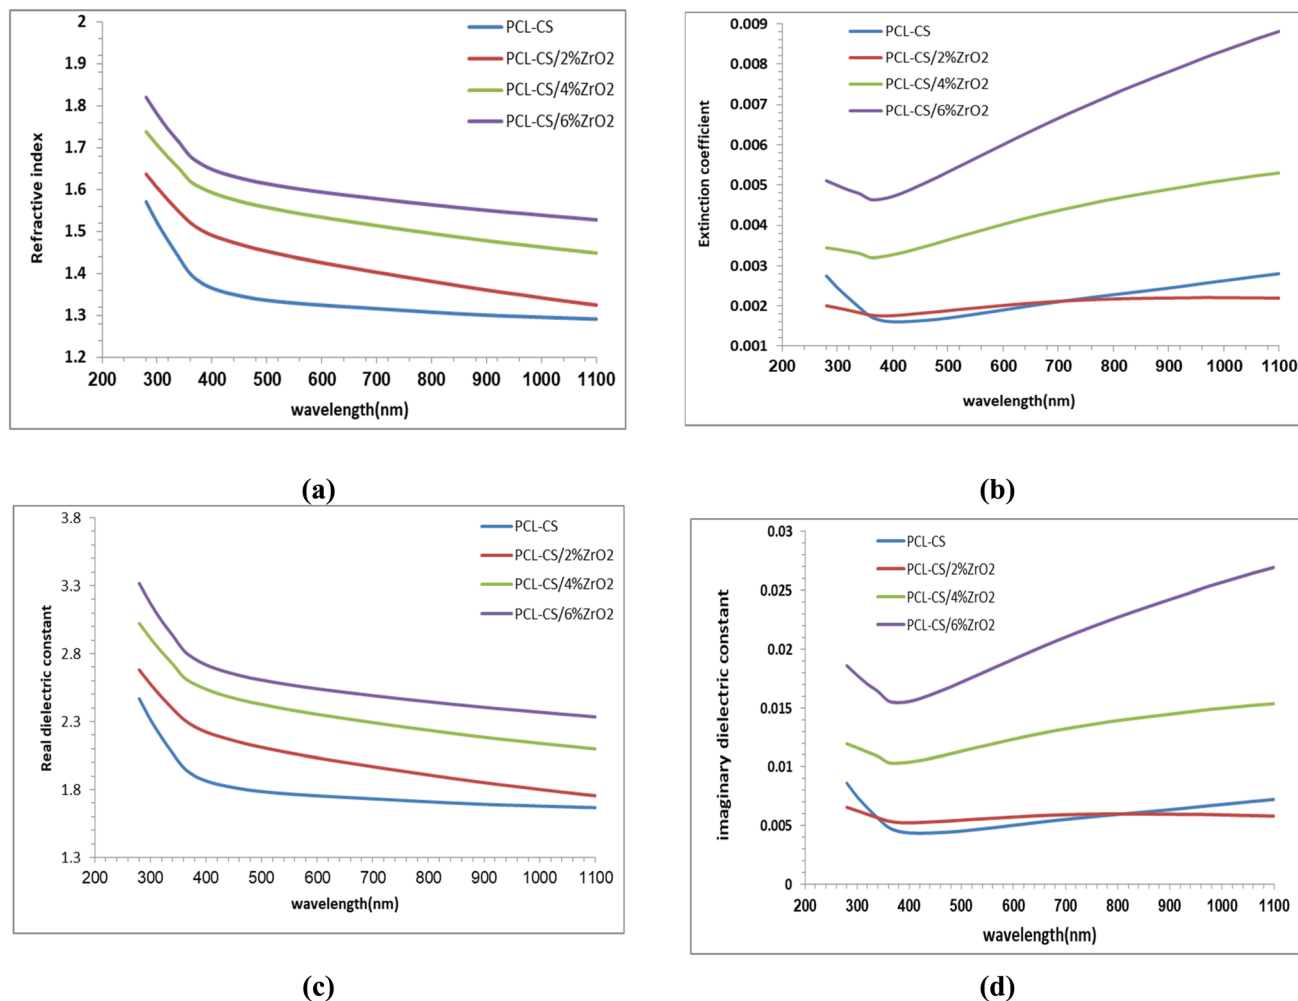 2
1.9
1.8
1.7
1.6
1.5
1.4
1.3
1.2
Refractive index
200 300 400 500 600 700 800 900 1000 1100
wavelength(nm)
PCL-CS
PCL-CS/2%ZrO2
PCL-CS/4%ZrO2
PCL-CS/6%ZrO2
(a)
0.009
0.008
0.007
0.006
0.005
0.004
0.003
0.002
0.001
Extinction coefficient
200 300 400 500 600 700 800 900 1000 1100
wavelength(nm)
PCL-CS
PCL-CS/2%ZrO2
PCL-CS/4%ZrO2
PCL-CS/6%ZrO2
(b)
3.8
3.3
2.8
2.3
1.8
1.3
Real dielectric constant
200 300 400 500 600 700 800 900 1000 1100
wavelength(nm)
PCL-CS
PCL-CS/2%ZrO2
PCL-CS/4%ZrO2
PCL-CS/6%ZrO2
(c)
0.03
0.025
0.02
0.015
0.01
0.005
0
imaginary dielectric constant
200 300 400 500 600 700 800 900 1000 1100
wavelength(nm)
PCL-CS
PCL-CS/2%ZrO2
PCL-CS/4%ZrO2
PCL-CS/6%ZrO2
(d)